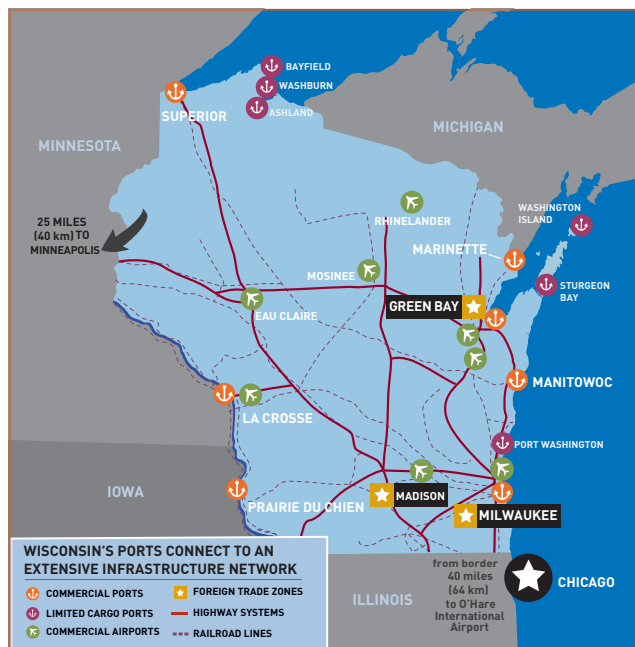 BAYFIELD
WASHBURN
ASHLAND
SUPERIOR
MICHIGAN
MINNESOTA
RHINELANDER
WASHINGTON
ISLAND
25 MILES
(40 km) TO
MINNEAPOLIS
MARINETTE
MOSINEE
STURGEON
BAY
GREEN BAY
EAU CLAIRE
MANITOWOC
LA CROSSE
PORT WASHINGTON
IOWA
PRAIRIE DU CHIEN
MADISON
MILWAUKEE
WISCONSIN'S PORTS CONNECT TO AN
EXTENSIVE INFRASTRUCTURE NETWORK
COMMERCIAL PORTS
LIMITED CARGO PORTS
COMMERCIAL AIRPORTS
FOREIGN TRADE ZONES
HIGHWAY SYSTEMS
RAILROAD LINES
ILLINOIS
from border
40 miles
(64 km)
to O'Hare
International
Airport
CHICAGO